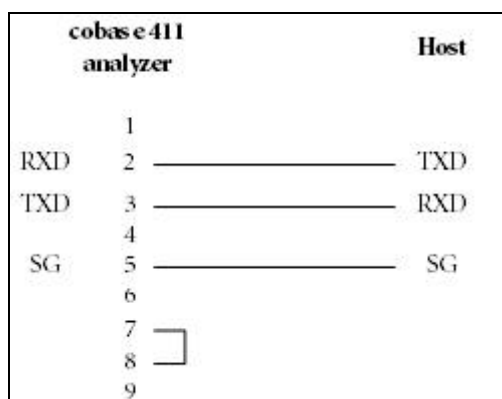 cobas e 411 Host
analyzer
1
RXD 2 TXD
TXD 3 RXD
4
SG 5 SG
6
7
8
9